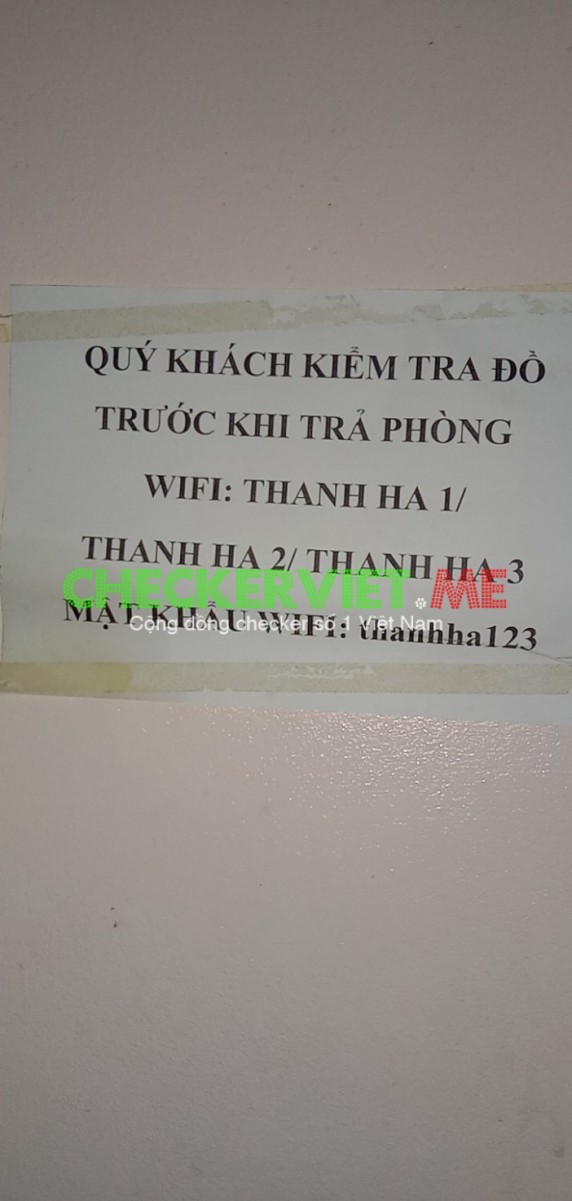 QUÝ KHÁCH KIỂM TRA ĐỒ
TRƯỚC KHI TRẢ PHÒNG
WIFI: THANH HA 1/
THANH HA 2/ THANH HA 3
CHECKERVIET.ME
Cộng đồng checker số 1 Việt Nam
MẬT KHẨU WIFI: thanhha123